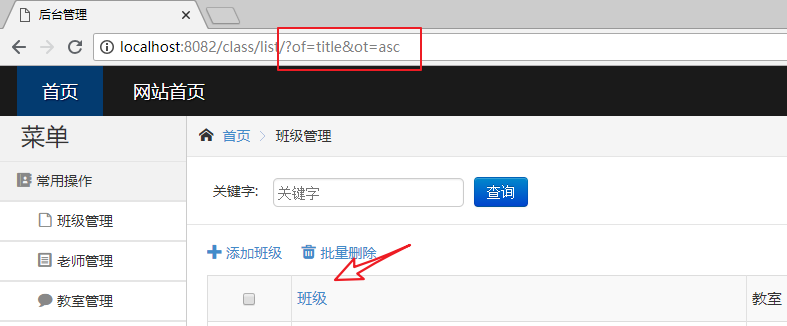 后台管理
localhost:8082/class/list/?of=title&ot=asc
首页 网站首页
菜单
首页 班级管理
常用操作
关键字: 关键字 查询
班级管理
添加班级 批量删除
老师管理
班级 教室
教室管理